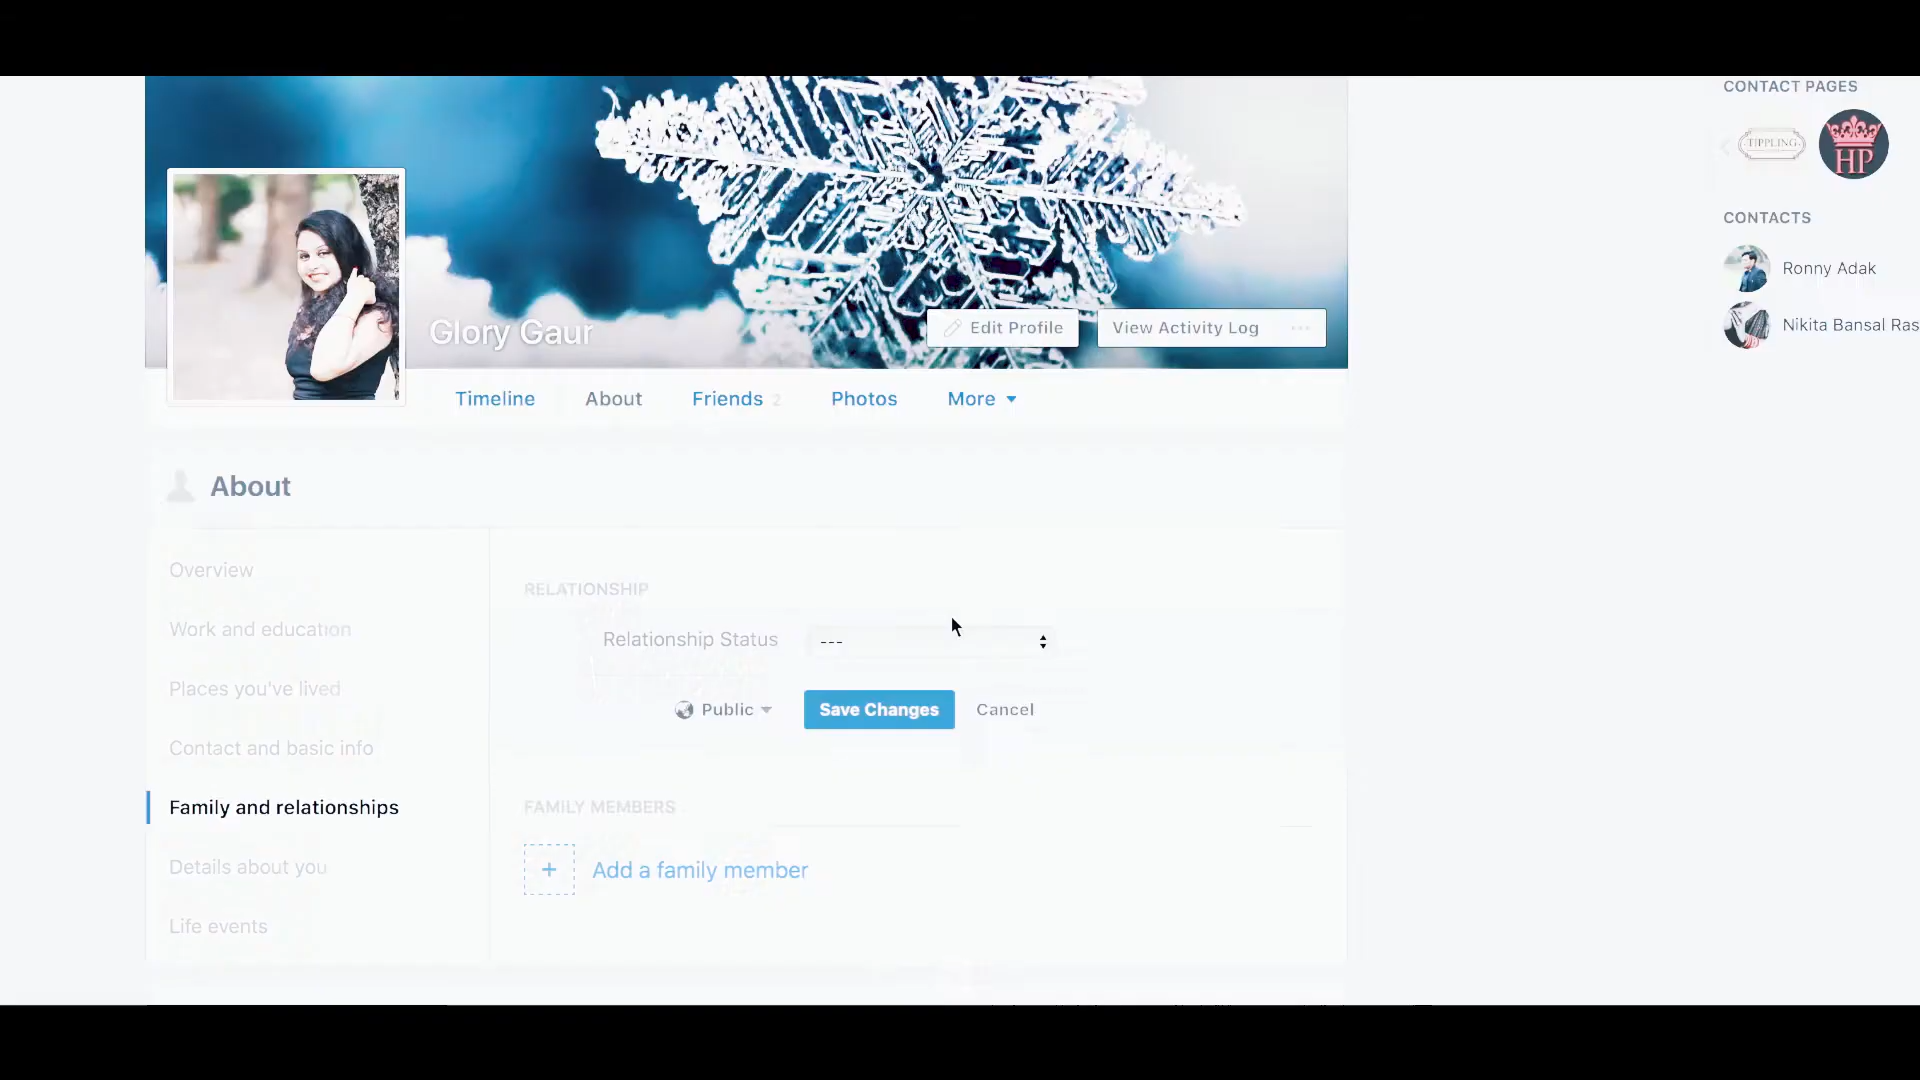 CONTACT PAGES
TIPPLING
HP
CONTACTS
Ronny Adak
Nikita Bansal Ras
Glory Gaur
Edit Profile
View Activity Log
Timeline
About
Friends 2
Photos
More
About
Overview
Work and education
Places you've lived
Contact and basic info
Family and relationships
Details about you
Life events
RELATIONSHIP
Relationship Status
---
Public
Save Changes
Cancel
FAMILY MEMBERS
+ Add a family member